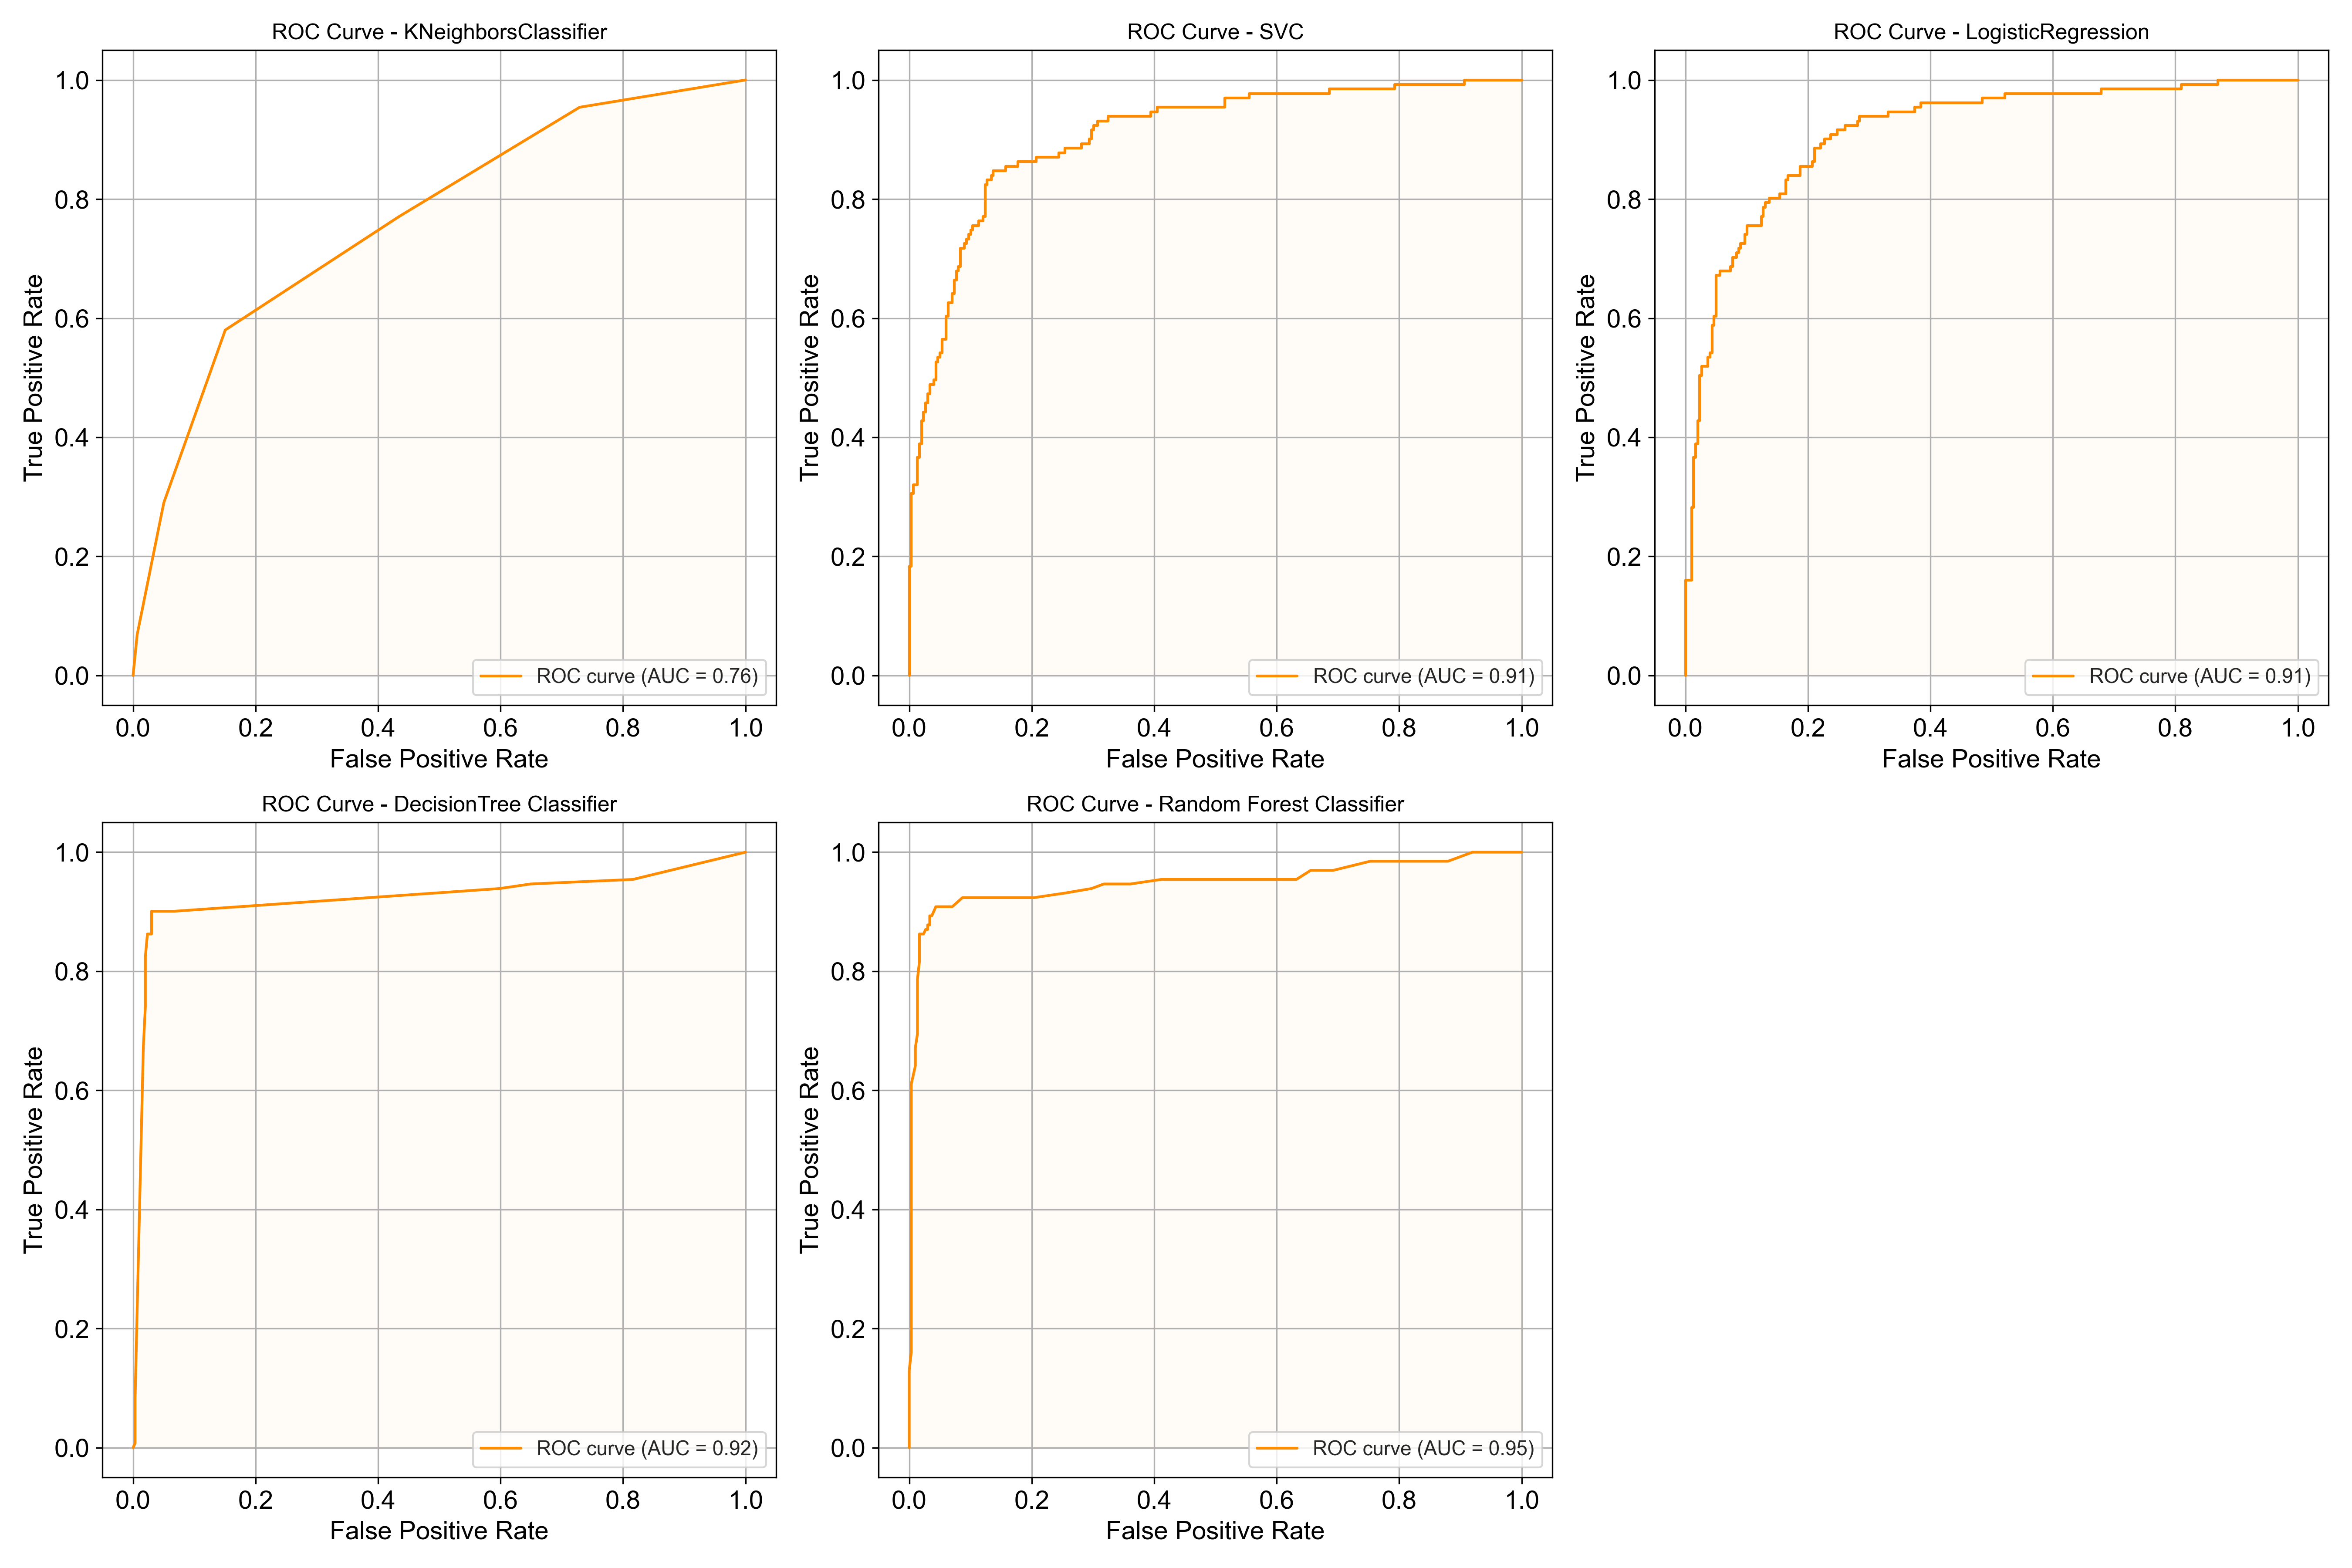 ROC Curve - KNeighborsClassifier
True Positive Rate
1.0
0.8
0.6
0.4
0.2
0.0
ROC curve (AUC = 0.76)
0.0 0.2 0.4 0.6 0.8 1.0
False Positive Rate
ROC Curve - SVC
True Positive Rate
1.0
0.8
0.6
0.4
0.2
0.0
ROC curve (AUC = 0.91)
0.0 0.2 0.4 0.6 0.8 1.0
False Positive Rate
ROC Curve - LogisticRegression
True Positive Rate
1.0
0.8
0.6
0.4
0.2
0.0
ROC curve (AUC = 0.91)
0.0 0.2 0.4 0.6 0.8 1.0
False Positive Rate
ROC Curve - DecisionTree Classifier
True Positive Rate
1.0
0.8
0.6
0.4
0.2
0.0
ROC curve (AUC = 0.92)
0.0 0.2 0.4 0.6 0.8 1.0
False Positive Rate
ROC Curve - Random Forest Classifier
True Positive Rate
1.0
0.8
0.6
0.4
0.2
0.0
ROC curve (AUC = 0.95)
0.0 0.2 0.4 0.6 0.8 1.0
False Positive Rate